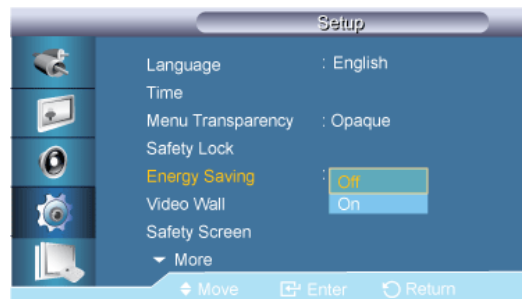 Setup
Language : English
Time
Menu Transparency : Opaque
Safety Lock
Energy Saving : Off
Video Wall On
Safety Screen
More
Move Enter Return